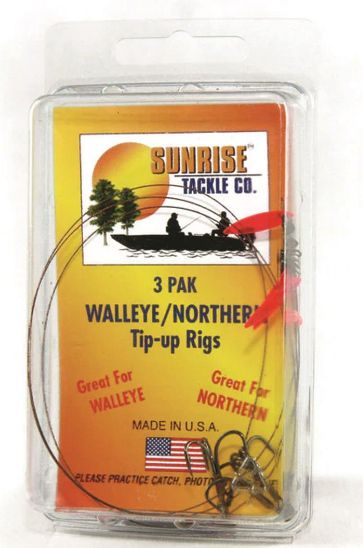 SUNRISE™
TACKLE CO.
3 PAK
WALLEYE/NORTHERN
Tip-up Rigs
Great For
WALLEYE
Great For
NORTHERN
MADE IN U.S.A.
PLEASE PRACTICE CATCH,